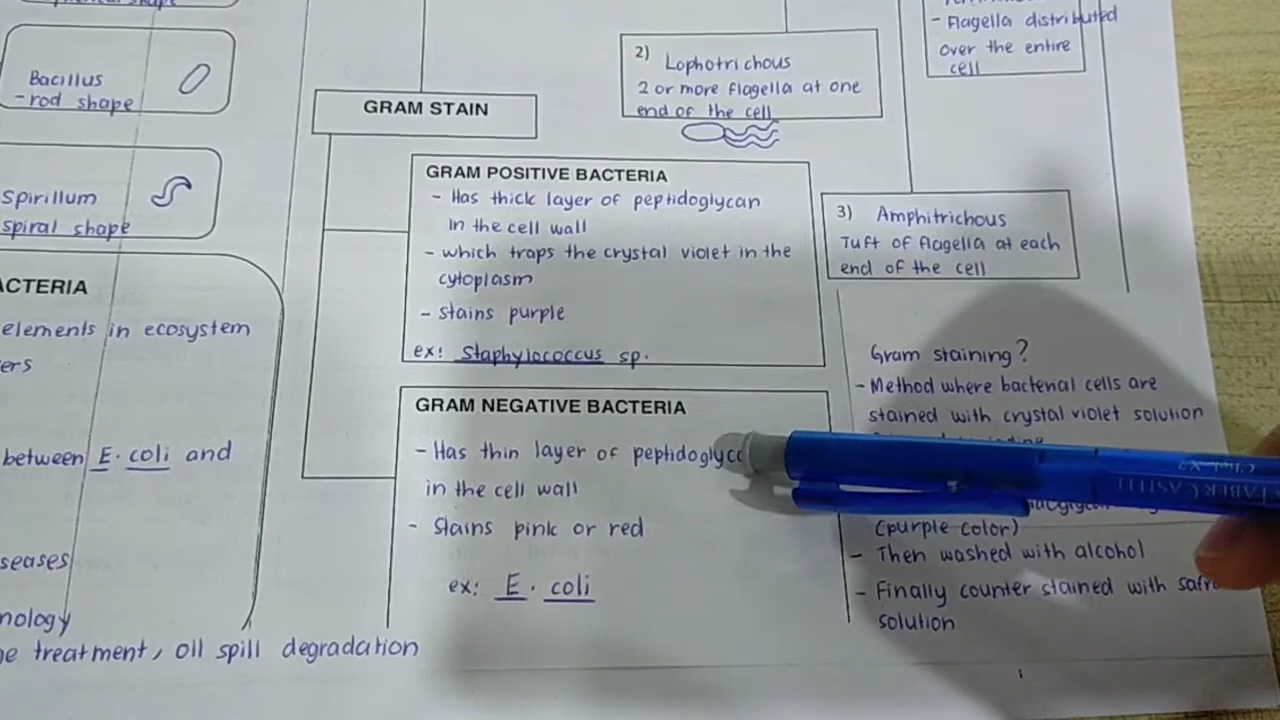 Bacillus
- rod shape
Spirillum
spiral shape
ACTERIA
elements in ecosystem
ers
between E. coli and
seases
nology
ge treatment, oil spill degradation
GRAM STAIN
GRAM POSITIVE BACTERIA
- Has thick layer of peptidoglycan
in the cell wall
- which traps the crystal violet in the
cytoplasm
- stains purple
ex: Staphylococcus sp.
GRAM NEGATIVE BACTERIA
- Has thin layer of peptidoglyca
in the cell wall
- Stains pink or red
ex: E. coli
2) Lophotrichous
2 or more flagella at one
end of the cell
- Flagella distributed
over the entire
cell
3) Amphitrichous
Tuft of flagella at each
end of the cell
Gram staining?
- Method where bacterial cells are
stained with crystal violet solution
(purple color)
- Then washed with alcohol
- Finally counter stained with safr
solution